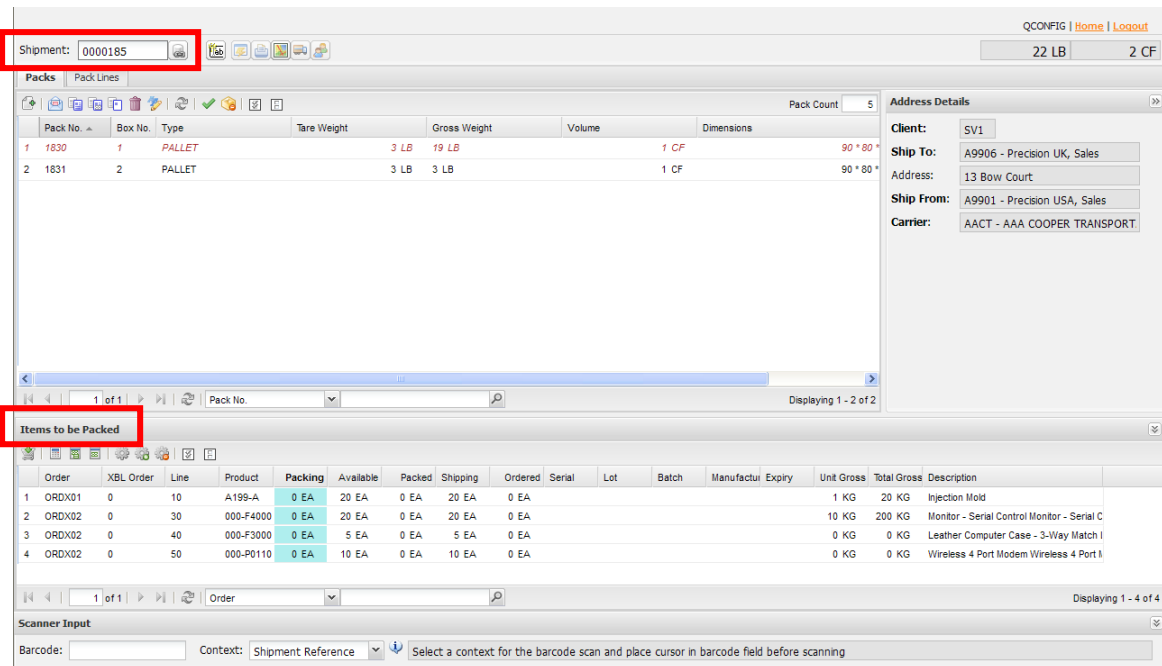 QCONFIG | Home | Logout
Shipment: 0000185 22 LB 2 CF
Packs Pack Lines
Pack Count 5
Address Details
Pack No. Box No. Type Tare Weight Gross Weight Volume Dimensions
1 1830 1 PALLET 3 LB 19 LB 1 CF 90 * 80 *
2 1831 2 PALLET 3 LB 3 LB 1 CF 90 * 80 *
Client: SV1
Ship To: A9906 - Precision UK, Sales
Address: 13 Bow Court
Ship From: A9901 - Precision USA, Sales
Carrier: AACT - AAA COOPER TRANSPORT.
1 of 1 Pack No. Displaying 1 - 2 of 2
Items to be Packed
Order XBL Order Line Product Packing Available Packed Shipping Ordered Serial Lot Batch Manufactur Expiry Unit Gross Total Gross Description
1 ORDX01 0 10 A199-A 0 EA 20 EA 0 EA 20 EA 0 EA 1 KG 20 KG Injection Mold
2 ORDX02 0 30 000-F4000 0 EA 20 EA 0 EA 20 EA 0 EA 10 KG 200 KG Monitor - Serial Control Monitor - Serial C
3 ORDX02 0 40 000-F3000 0 EA 5 EA 0 EA 5 EA 0 EA 0 KG 0 KG Leather Computer Case - 3-Way Match
4 ORDX02 0 50 000-P0110 0 EA 10 EA 0 EA 10 EA 0 EA 0 KG 0 KG Wireless 4 Port Modem Wireless 4 Port
1 of 1 Order Displaying 1 - 4 of 4
Scanner Input
Barcode: Context: Shipment Reference Select a context for the barcode scan and place cursor in barcode field before scanning